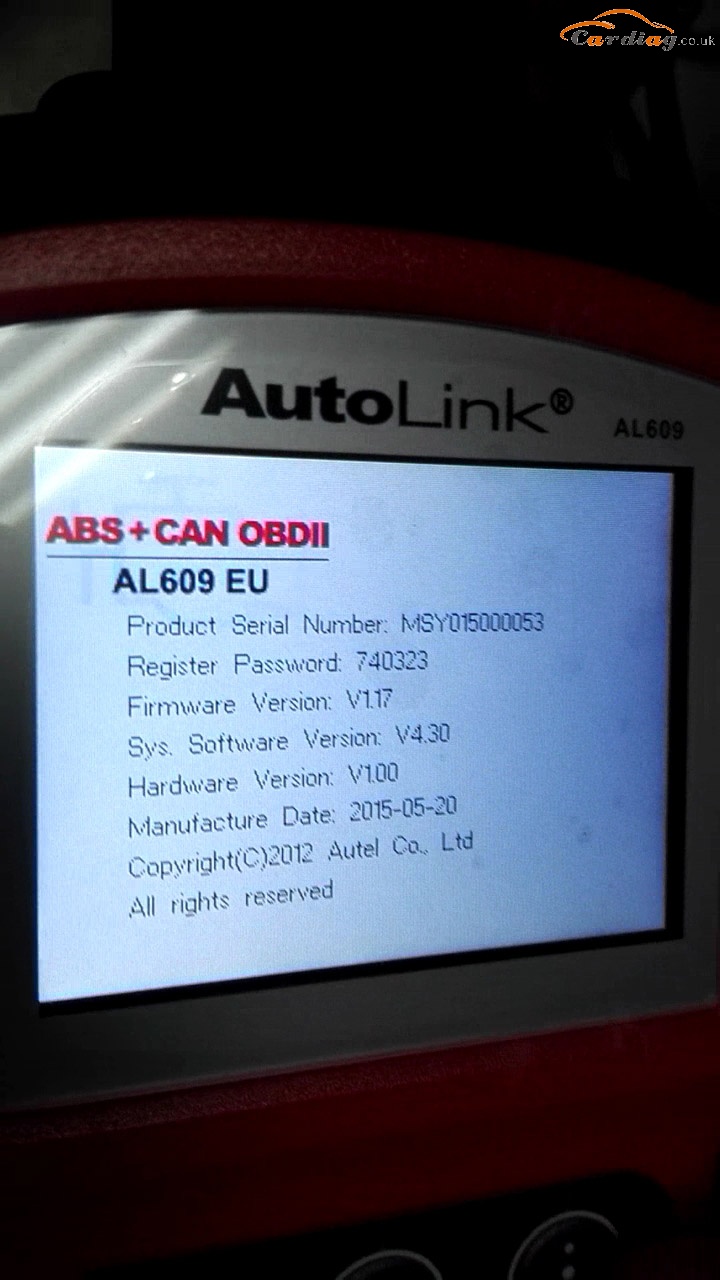 Cardiag.co.uk
AutoLink®
AL609
ABS+CAN OBDII
AL609 EU
Product Serial Number: MSY015000053
Register Password: 740323
Firmware Version: V1.17
Sys. Software Version: V4.30
Hardware Version: V1.00
Manufacture Date: 2015-05-20
Copyright(C)2012 Autel Co., Ltd
All rights reserved